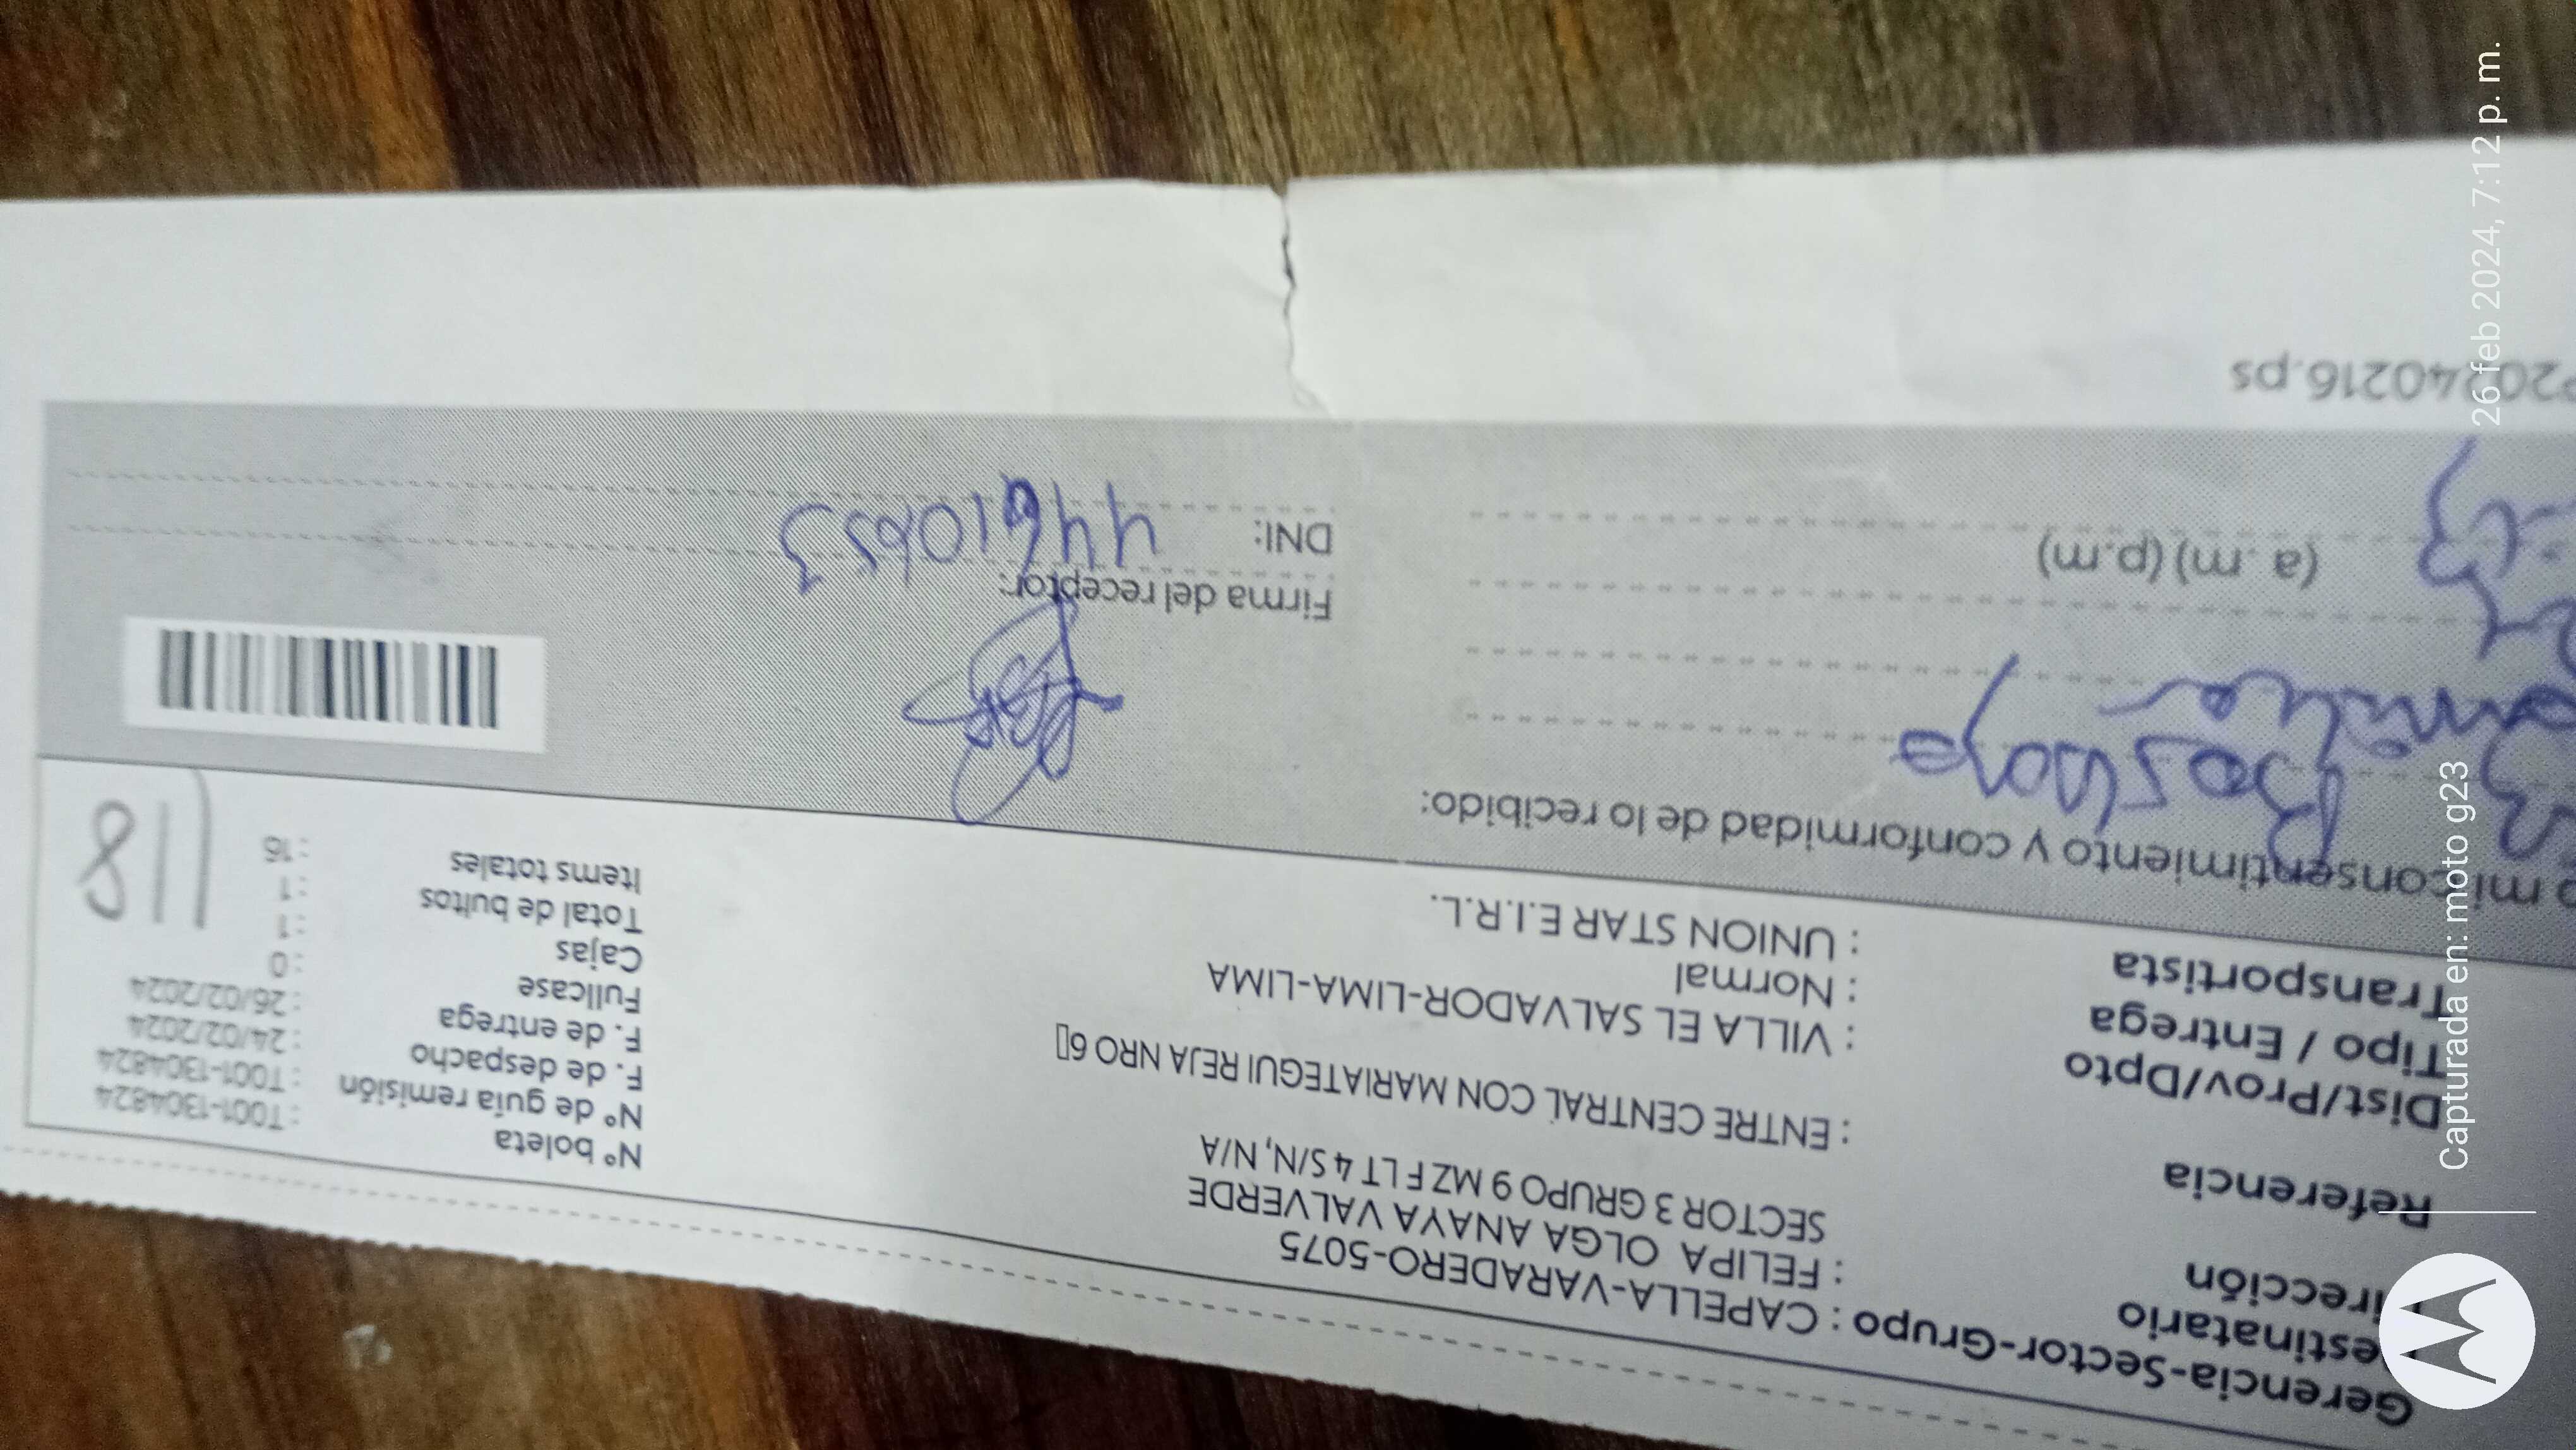 Gerencia-Sector-Grupo : CAPELLA-VARADERO-5075
estinatario : FELIPA OLGA ANAYA VALVERDE
irección SECTOR 3 GRUPO 9 MZ F LT 4 S/N, N/A
Referencia : ENTRE CENTRAL CON MARIATEGUI REJA NRO 6
Dist/Prov/Dpto : VILLA EL SALVADOR-LIMA-LIMA
Tipo / Entrega : Normal
Transportista : UNION STAR E.I.R.L.
N° boleta : T001-1304824
N° de guía remisión : T001-1304824
F. de despacho : 24/02/2024
F. de entrega : 26/02/2024
Fullcase : 0
Cajas : 1
Total de bultos : 1
Items totales : 16
118
e mi consentimiento y conformidad de lo recibido:
(a.m) (p.m)
Firma del receptor:
DNI: 44610653
20240216.ps
Capturada en: moto g23
26 feb 2024, 7:12 p. m.